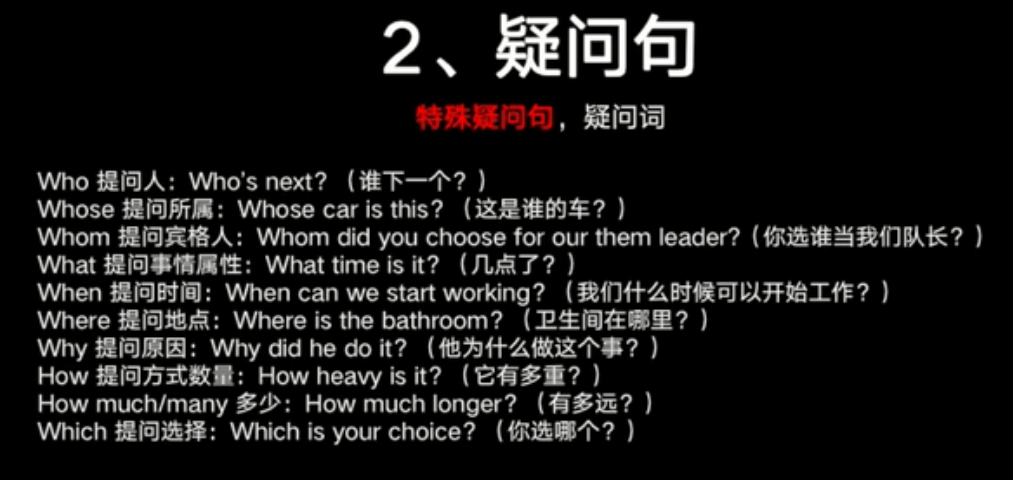 2、疑问句
特殊疑问句，疑问词
Who 提问人：Who's next？（谁下一个？）
Whose 提问所属：Whose car is this？（这是谁的车？）
Whom 提问宾格人：Whom did you choose for our them leader?（你选谁当我们队长？）
What 提问事情属性：What time is it？（几点了？）
When 提问时间：When can we start working？（我们什么时候可以开始工作？）
Where 提问地点：Where is the bathroom？（卫生间在哪里？）
Why 提问原因：Why did he do it？（他为什么做这个事？）
How 提问方式数量：How heavy is it？（它有多重？）
How much/many 多少：How much longer？（有多远？）
Which 提问选择：Which is your choice？（你选哪个？）